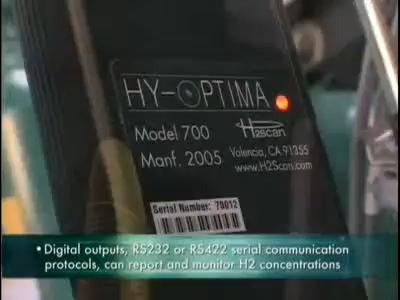 HY-OPTIMA
Model 700
H2scan
Manf. 2005
Valencia, CA 91355
www.H2Scan.com
Serial Number: 70012
• Digital outputs, RS232 or RS422 serial communication
protocols, can report and monitor H2 concentrations